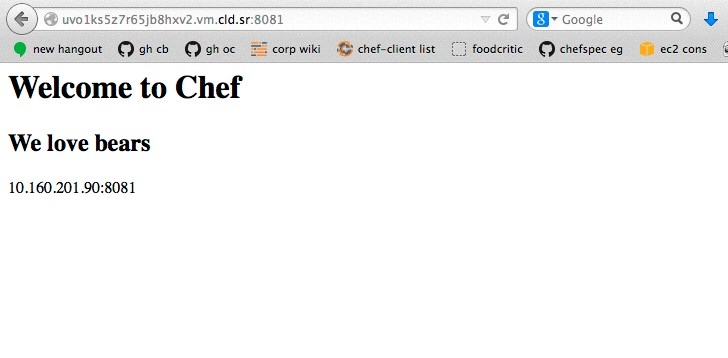 uvo1ks5z7r65jb8hxv2.vm.cld.sr:8081
Google
new hangout gh cb gh oc corp wiki chef-client list foodcritic chefspec eg ec2 cons
Welcome to Chef
We love bears
10.160.201.90:8081